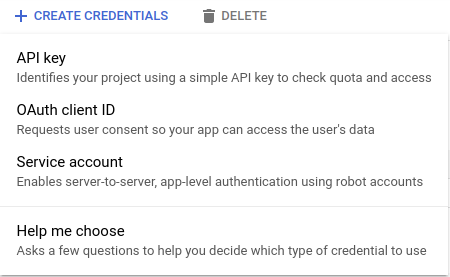 CREATE CREDENTIALS DELETE
API key
Identifies your project using a simple API key to check quota and access
OAuth client ID
Requests user consent so your app can access the user's data
Service account
Enables server-to-server, app-level authentication using robot accounts
Help me choose
Asks a few questions to help you decide which type of credential to use